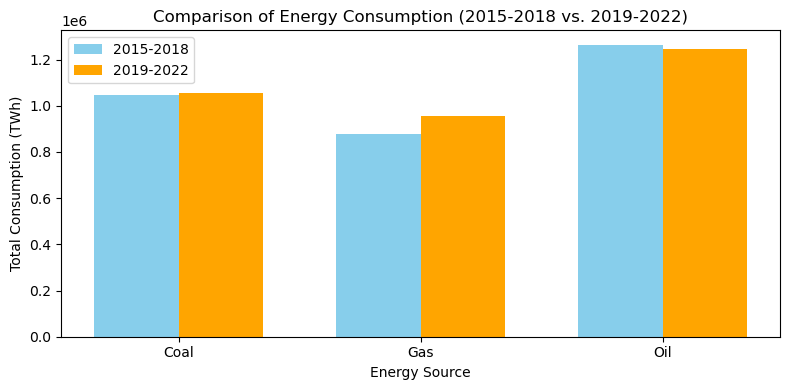 Comparison of Energy Consumption (2015-2018 vs. 2019-2022)
1e6
2015-2018
2019-2022
Total Consumption (TWh)
1.2
1.0
0.8
0.6
0.4
0.2
0.0
Coal
Gas
Oil
Energy Source